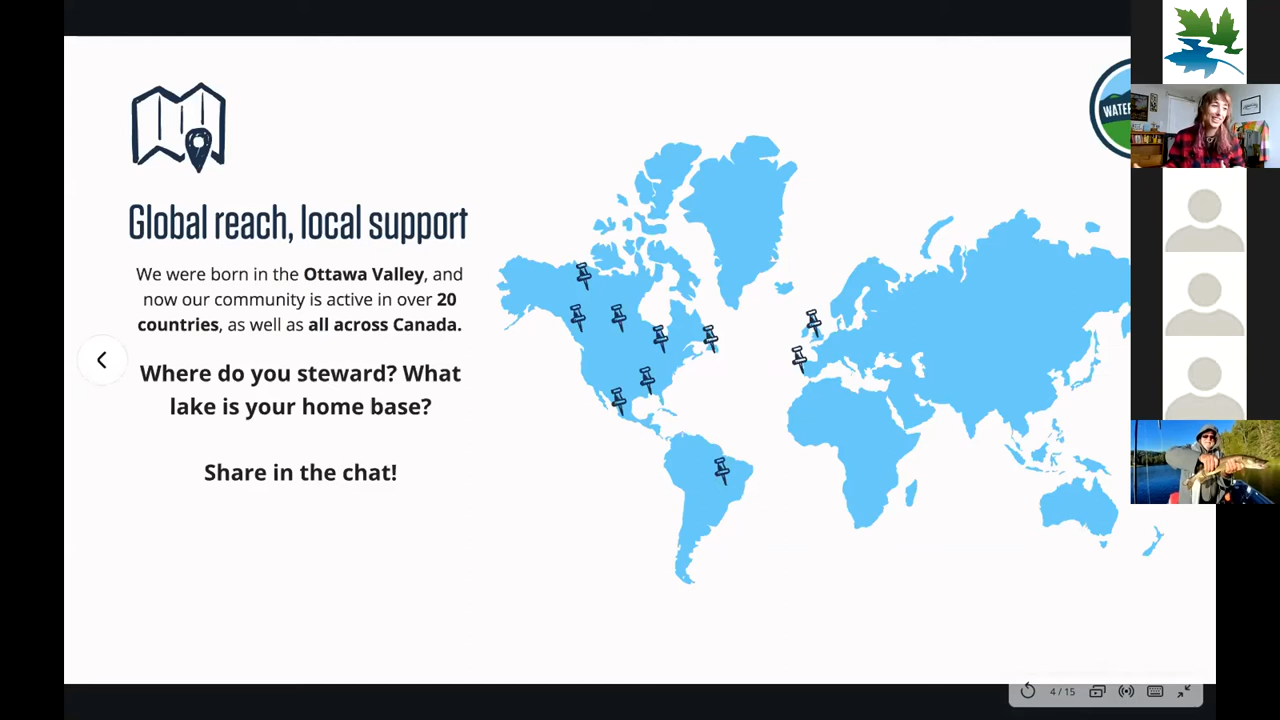 Global reach, local support
We were born in the Ottawa Valley, and
now our community is active in over 20
countries, as well as all across Canada.
Where do you steward? What
lake is your home base?
Share in the chat!
WATE
4 / 15